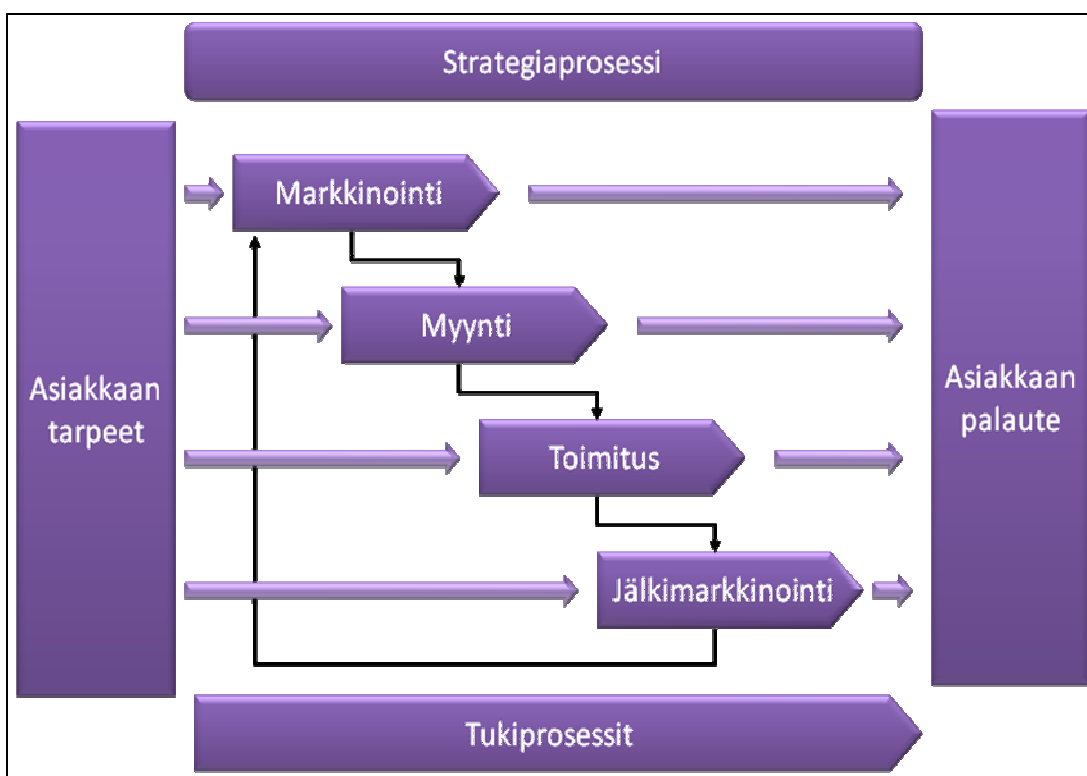 Strategiaprosessi
Markkinointi
Myynti
Asiakkaan
tarpeet
Asiakkaan
palaute
Toimitus
Jälkimarkkinointi
Tukiprosessit